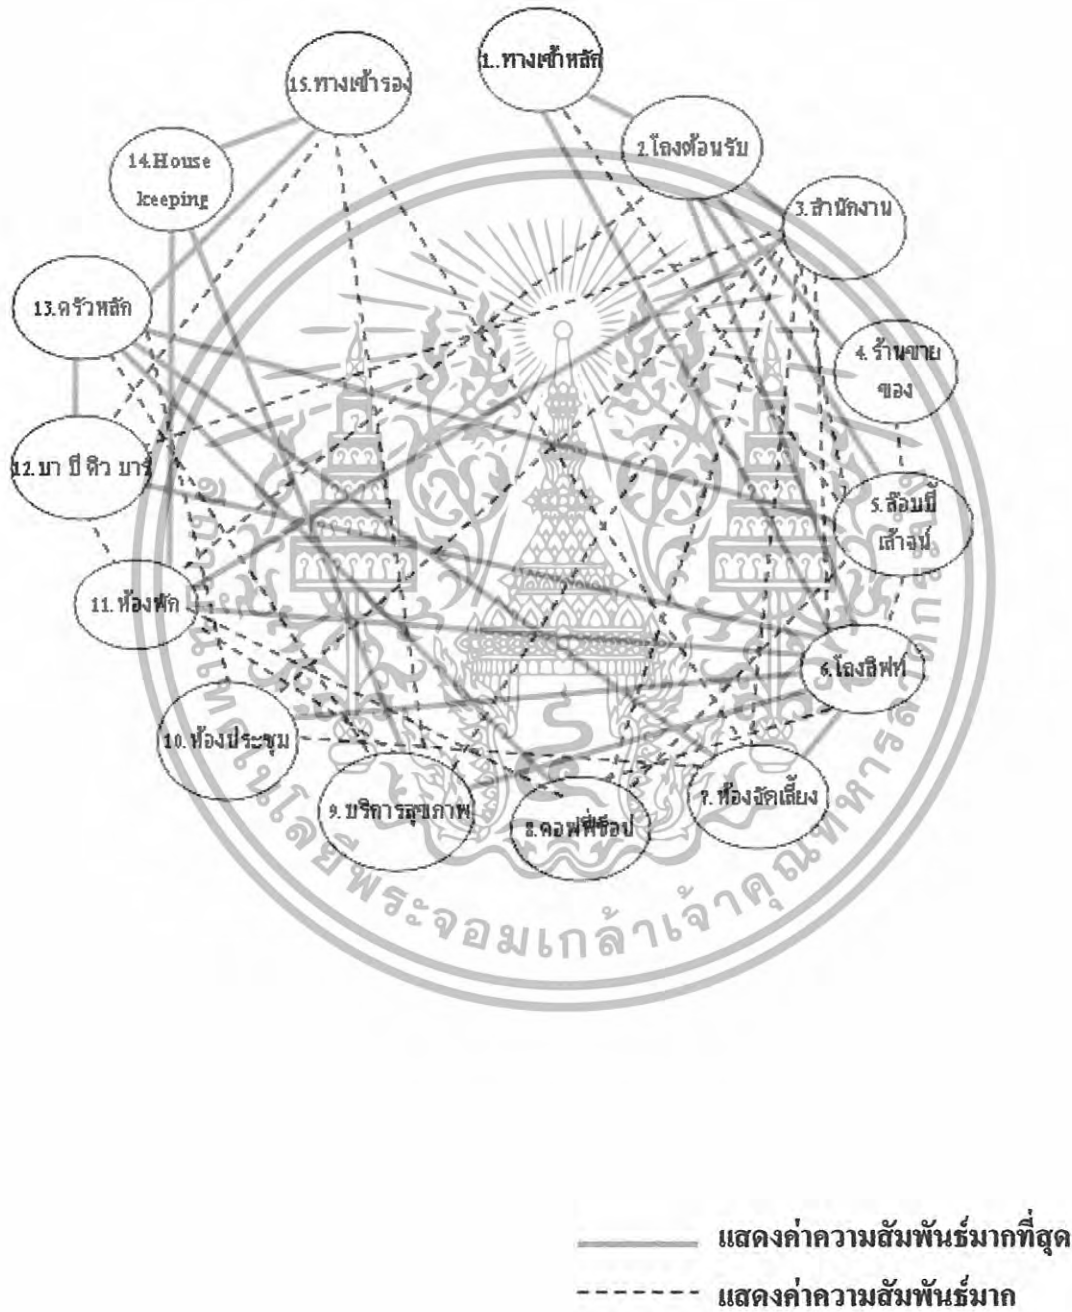 1..ทางเข้าหลัก
2.โถงต้อนรับ
3.สำนักงาน
4. ร้านขาย
ของ
5. ล๊อบบี้
เล้าจน์
6.โถงลิฟท์
7.ห้องจัดเลี้ยง
8.คอฟฟี่ช็อป
9. บริการสุขภาพ
10.ห้องประชุม
11.ห้องพัก
12.บา บี คิว บาร์
13.ครัวหลัก
14.House
keeping
15.ทางเข้ารอง
พระจอมเกล้าเจ้าคุณทหารลาดกระบัง
แสดงค่าความสัมพันธ์มากที่สุด
แสดงค่าความสัมพันธ์มาก